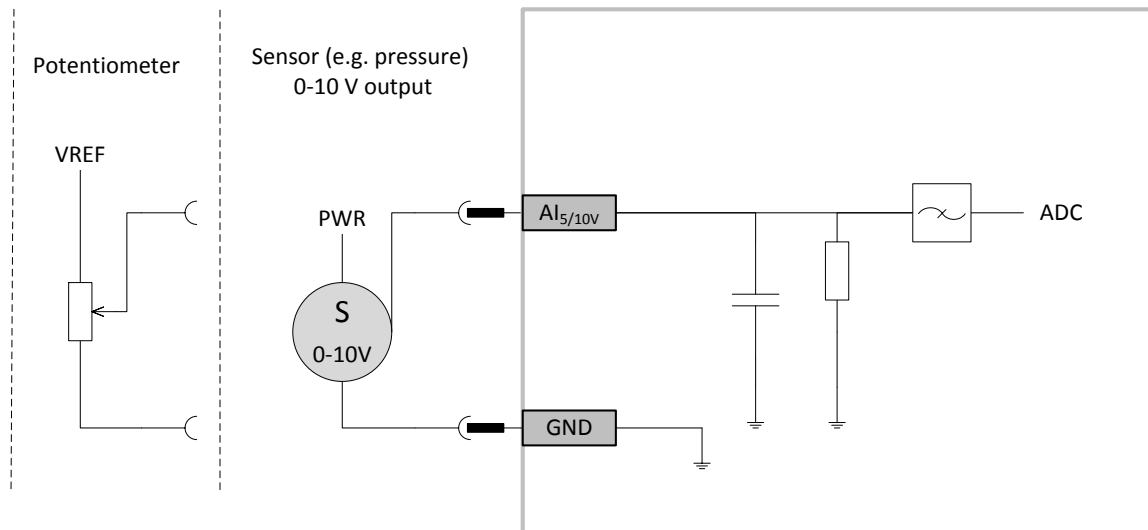 Potentiometer
VREF
Sensor (e.g. pressure)
0-10 V output
PWR
S
0-10V
AI5/10V
GND
ADC